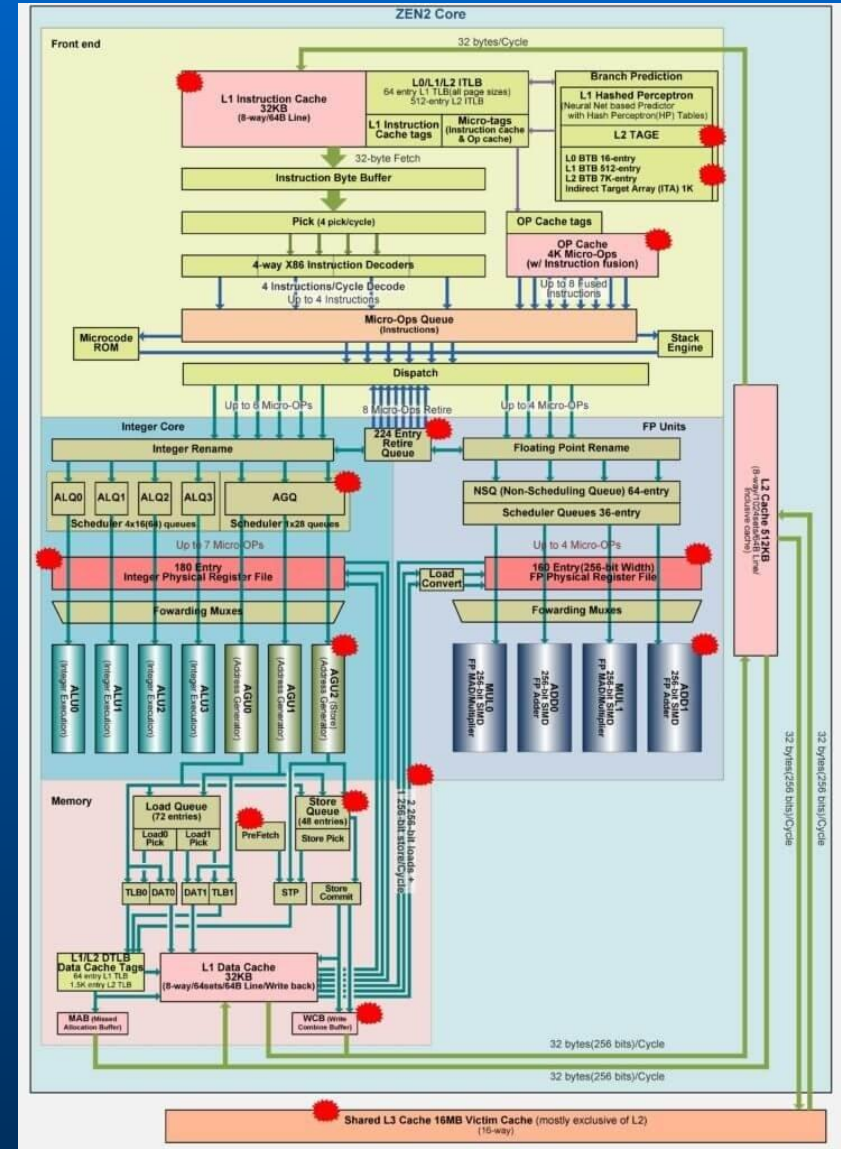 ZEN2 Core
Front end
32 bytes/Cycle
L1 Instruction Cache
32KB
(8-way/64B Line)
L0/L1/L2 ITLB
64 entry L1 TLB(all page sizes)
512-entry L2 ITLB
L1 Instruction
Cache tags
Micro-tags
(Instruction cache
& Op cache)
Branch Prediction
L1 Hashed Perceptron
(Neural Net based Predictor
with Hash Perceptron(HP) Tables)
L2 TAGE
L0 BTB 16-entry
L1 BTB 512-entry
L2 BTB 7K-entry
Indirect Target Array (ITA) 1K
32-byte Fetch
Instruction Byte Buffer
Pick (4 pick/cycle)
OP Cache tags
OP Cache
4K Micro-Ops
(w/ Instruction fusion)
4-way X86 Instruction Decoders
4 Instructions/Cycle Decode
Up to 4 Instructions
Up to 8 Fused
Instructions
Micro-Ops Queue
(Instructions)
Microcode
ROM
Stack
Engine
Dispatch
Up to 6 Micro-OPs
8 Micro-Ops Retire
Up to 4 Micro-OPs
Integer Core
FP Units
224 Entry
Retire
Queue
Integer Rename
Floating Point Rename
ALQ0
ALQ1
ALQ2
ALQ3
AGQ
Scheduler 4x16(64) queues
Scheduler 1x28 queues
NSQ (Non-Scheduling Queue) 64-entry
Scheduler Queues 36-entry
Up to 7 Micro-OPs
Up to 4 Micro-OPs
180 Entry
Integer Physical Register File
Load
Convert
160 Entry(256-bit Width)
FP Physical Register File
Fowarding Muxes
Fowarding Muxes
ALU0
(Integer Execution)
ALU1
(Integer Execution)
ALU2
(Integer Execution)
ALU3
(Integer Execution)
AGU0
(Address Generator)
AGU1
(Address Generator)
AGU2 (Store)
(Address Generator)
MUL0
256-bit SIMD
FP MAD/Multiplier
ADD0
256-bit SIMD
FP Adder
MUL1
256-bit SIMD
FP MAD/Multiplier
ADD1
256-bit SIMD
FP Adder
L2 Cache 512KB
(8-way/1024sets/64B Line/
Inclusive cache)
32 bytes(256 bits)/Cycle
32 bytes(256 bits)/Cycle
Memory
Load Queue
(72 entries)
Load0
Pick
Load1
Pick
PreFetch
Store
Queue
(48 entries)
Store Pick
2 256-bit loads +
1 256-bit store/Cycle
TLB0
DAT0
DAT1
TLB1
STP
Store
Commit
L1/L2 DTLB
Data Cache Tags
64 entry L1 TLB
1.5K entry L2 TLB
L1 Data Cache
32KB
(8-way/64sets/64B Line/Write back)
MAB (Missed
Allocation Buffer)
WCB (Write
Combine Buffer)
32 bytes(256 bits)/Cycle
32 bytes(256 bits)/Cycle
Shared L3 Cache 16MB Victim Cache (mostly exclusive of L2)
(16-way)